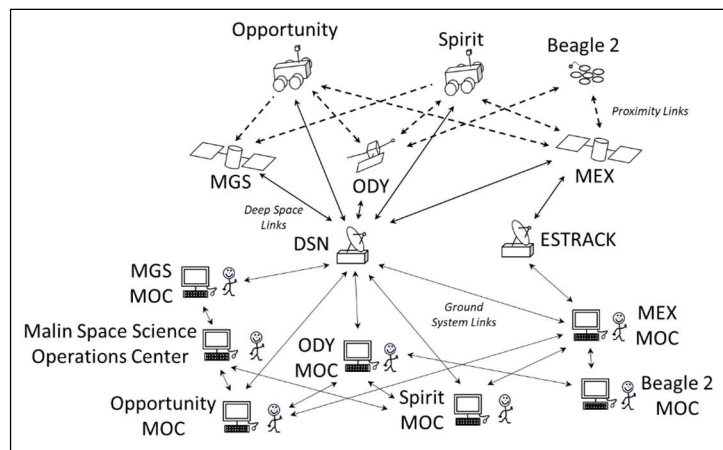 Opportunity
Spirit
Beagle 2
Proximity Links
MGS
ODY
MEX
Deep Space
Links
DSN
ESTRACK
MGS
MOC
Ground
System Links
MEX
MOC
Malin Space Science
Operations Center
ODY
MOC
Opportunity
MOC
Spirit
MOC
Beagle 2
MOC